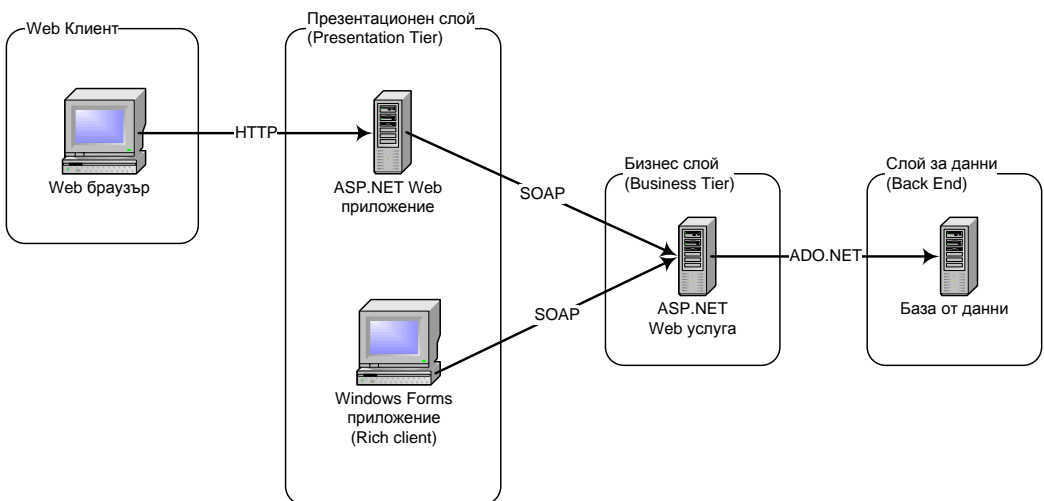 Web Клиент
Web браузър
HTTP
Презентационен слой
(Presentation Tier)
ASP.NET Web
приложение
SOAP
SOAP
Windows Forms
приложение
(Rich client)
Бизнес слой
(Business Tier)
ASP.NET
Web услуга
ADO.NET
Слой за данни
(Back End)
База от данни